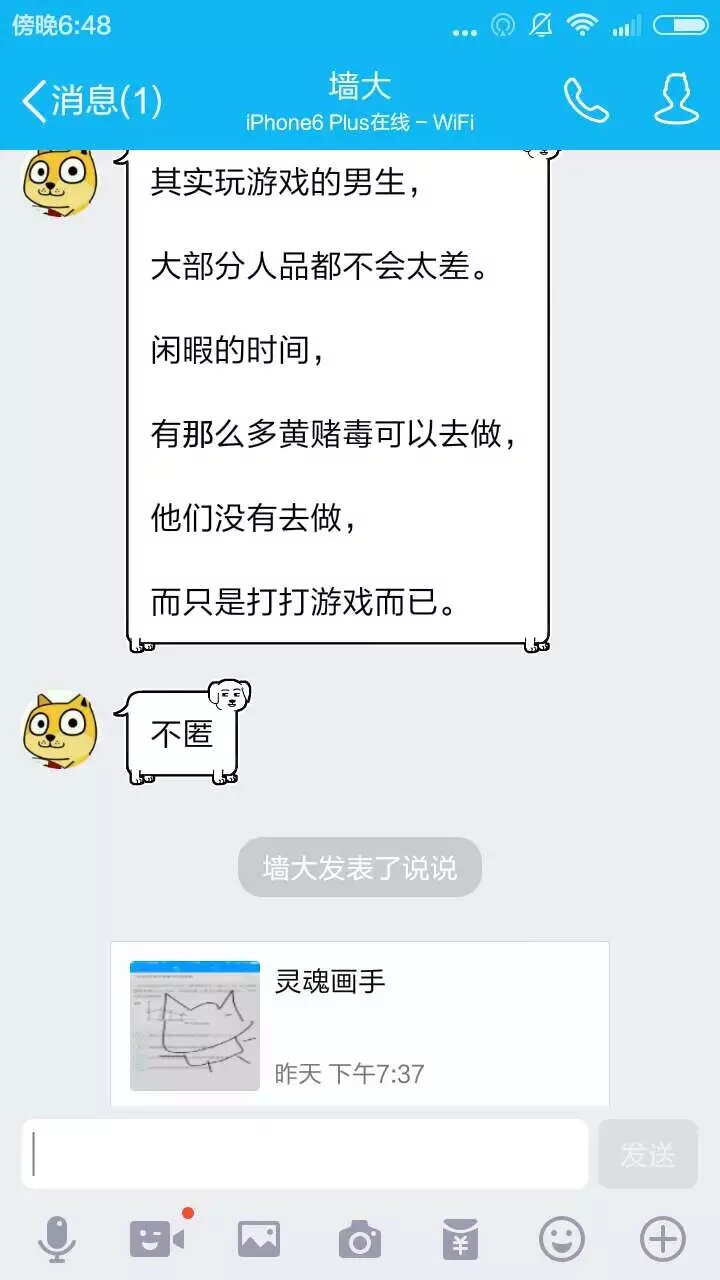 傍晚6:48
消息(1)
墙大
iPhone6 Plus在线 – WiFi
其实玩游戏的男生，
大部分人品都不会太差。
闲暇的时间，
有那么多黄赌毒可以去做，
他们没有去做，
而只是打打游戏而已。
不匿
墙大发表了说说
灵魂画手
昨天 下午7:37
发送